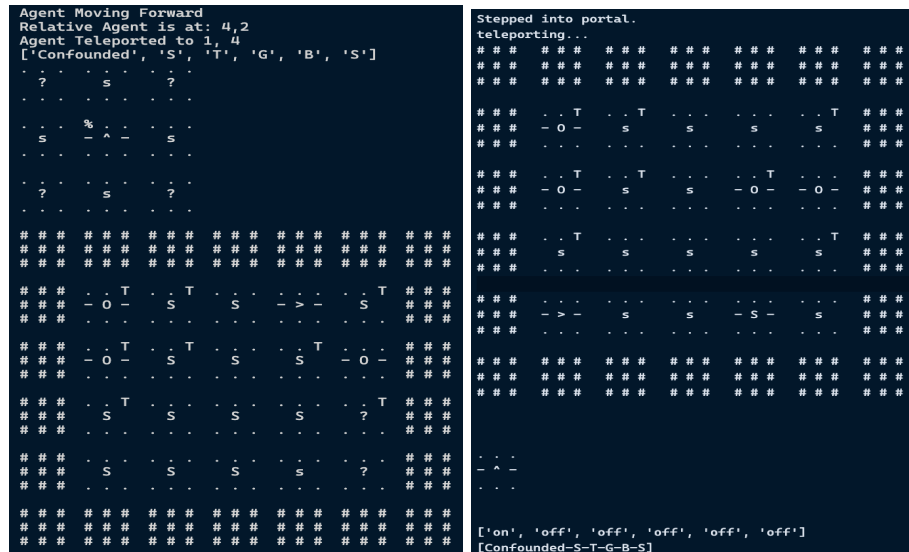 Agent Moving Forward
Relative Agent is at: 4,2
Agent Teleported to 1, 4
['Confounded', 'S', 'T', 'G', 'B', 'S']
. . . . . . . . .
? s ?
. . . . . . . . .
. . . % . . . . .
s – ^ – s
. . . . . . . . .
. . . . . . . . .
? s ?
. . . . . . . . .
# # # # # # # # # # # # # # # # # # # # #
# # # # # # # # # # # # # # # # # # # # #
# # # # # # # # # # # # # # # # # # # # #
# # # . . T . . T . . . . . . . . T # # #
# # # – O – S S – > – S # # #
# # # . . . . . . . . . . . . . . . # # #
# # # . . T . . T . . . . . T . . . # # #
# # # – O – S S S – O – # # #
# # # . . . . . . . . . . . . . . . # # #
# # # . . T . . . . . . . . . . . T # # #
# # # S S S S ? # # #
# # # . . . . . . . . . . . . . . . # # #
# # # . . . . . . . . . . . . . . . # # #
# # # S S S s ? # # #
# # # . . . . . . . . . . . . . . . # # #
# # # # # # # # # # # # # # # # # # # # #
# # # # # # # # # # # # # # # # # # # # #
# # # # # # # # # # # # # # # # # # # # #
Stepped into portal.
teleporting...
# # # # # # # # # # # # # # # # # # # # #
# # # # # # # # # # # # # # # # # # # # #
# # # # # # # # # # # # # # # # # # # # #
# # # . . T . . T . . . . . . . . T # # #
# # # – O – s s s s # # #
# # # . . . . . . . . . . . . . . . # # #
# # # . . T . . T . . . . . T . . . # # #
# # # – O – s s – O – – O – # # #
# # # . . . . . . . . . . . . . . . # # #
# # # . . T . . . . . . . . . . . T # # #
# # # s s s s s # # #
# # # . . . . . . . . . . . . . . . # # #
# # # . . . . . . . . . . . . . . . # # #
# # # – > – s s – S – s # # #
# # # . . . . . . . . . . . . . . . # # #
# # # # # # # # # # # # # # # # # # # # #
# # # # # # # # # # # # # # # # # # # # #
# # # # # # # # # # # # # # # # # # # # #
. . .
– ^ –
. . .
['on', 'off', 'off', 'off', 'off', 'off']
[Confounded-S-T-G-B-S]